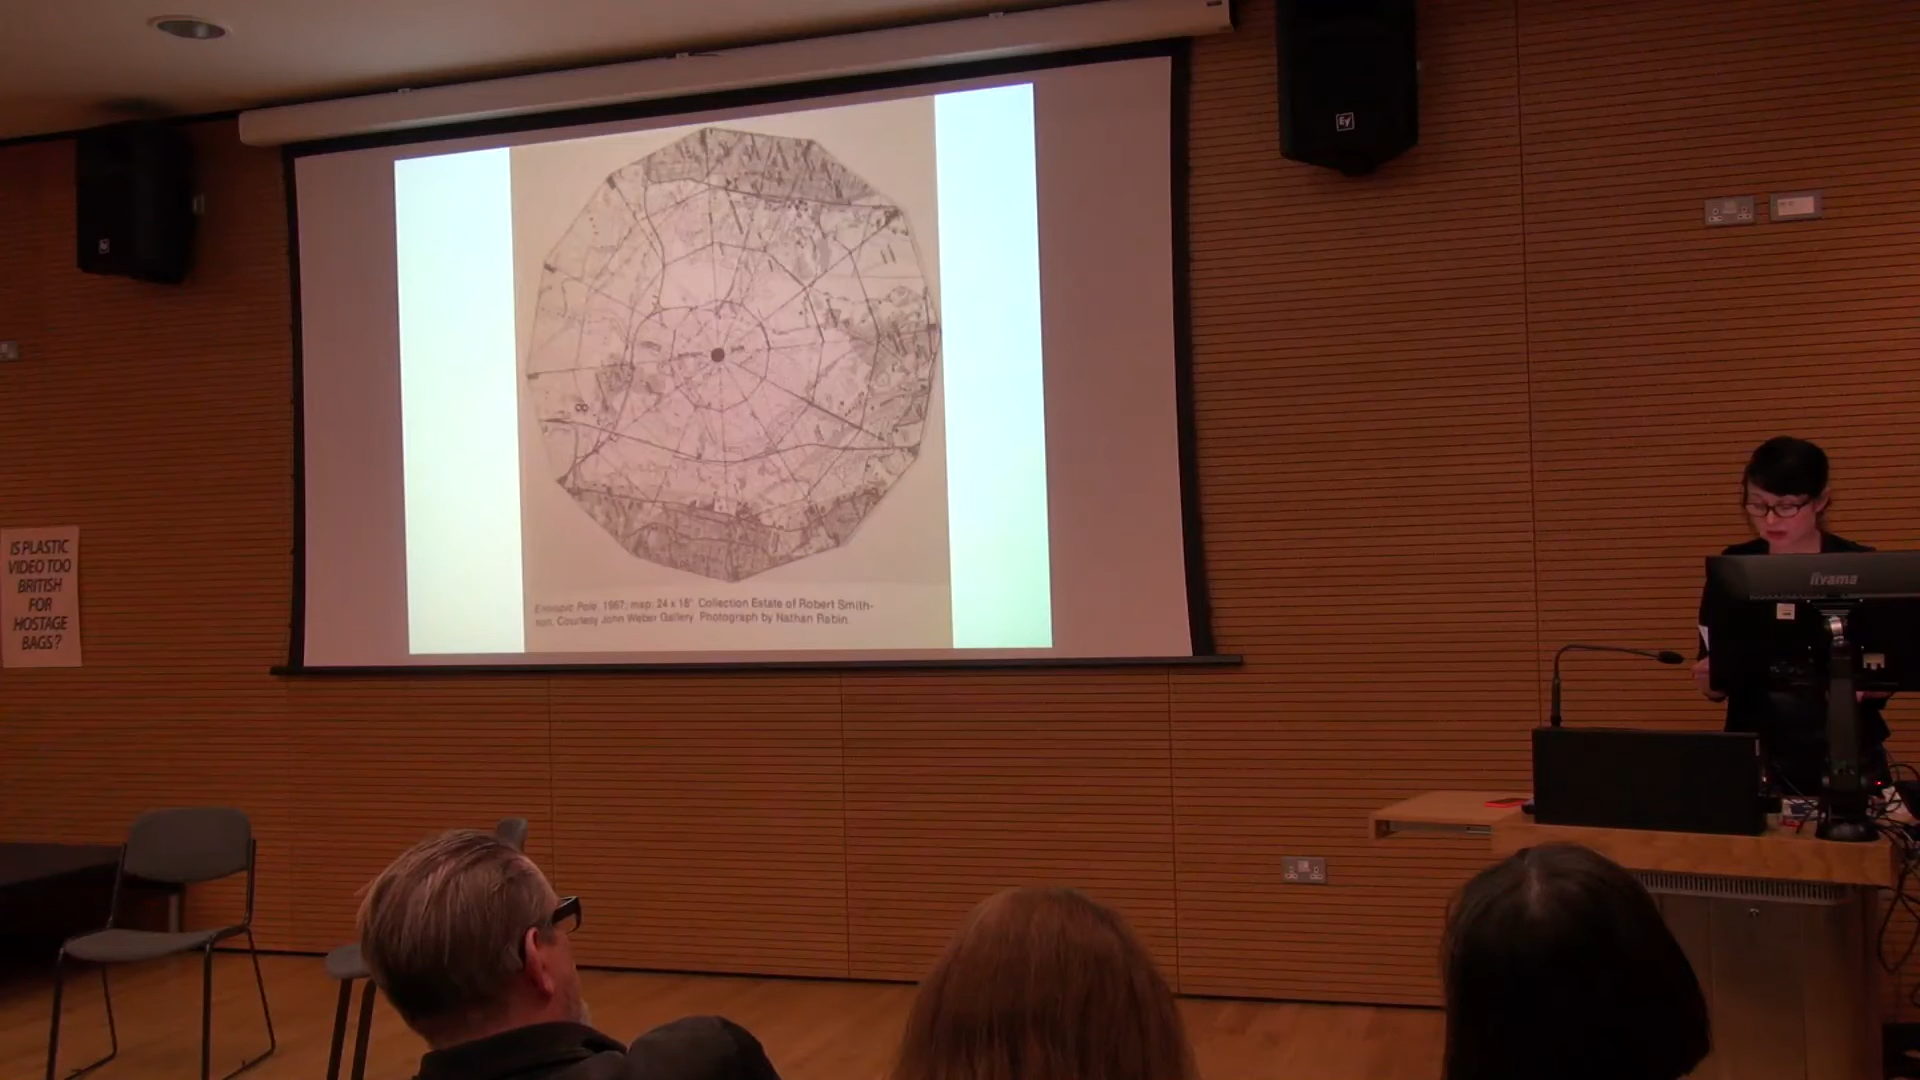 Entropic Pole, 1967; map; 24 x 18". Collection Estate of Robert Smith-
son. Courtesy John Weber Gallery. Photograph by Nathan Rabin.
IS PLASTIC
VIDEO TOO
BRITISH
FOR
HOSTAGE
BAGS?
iiyama
EV
8